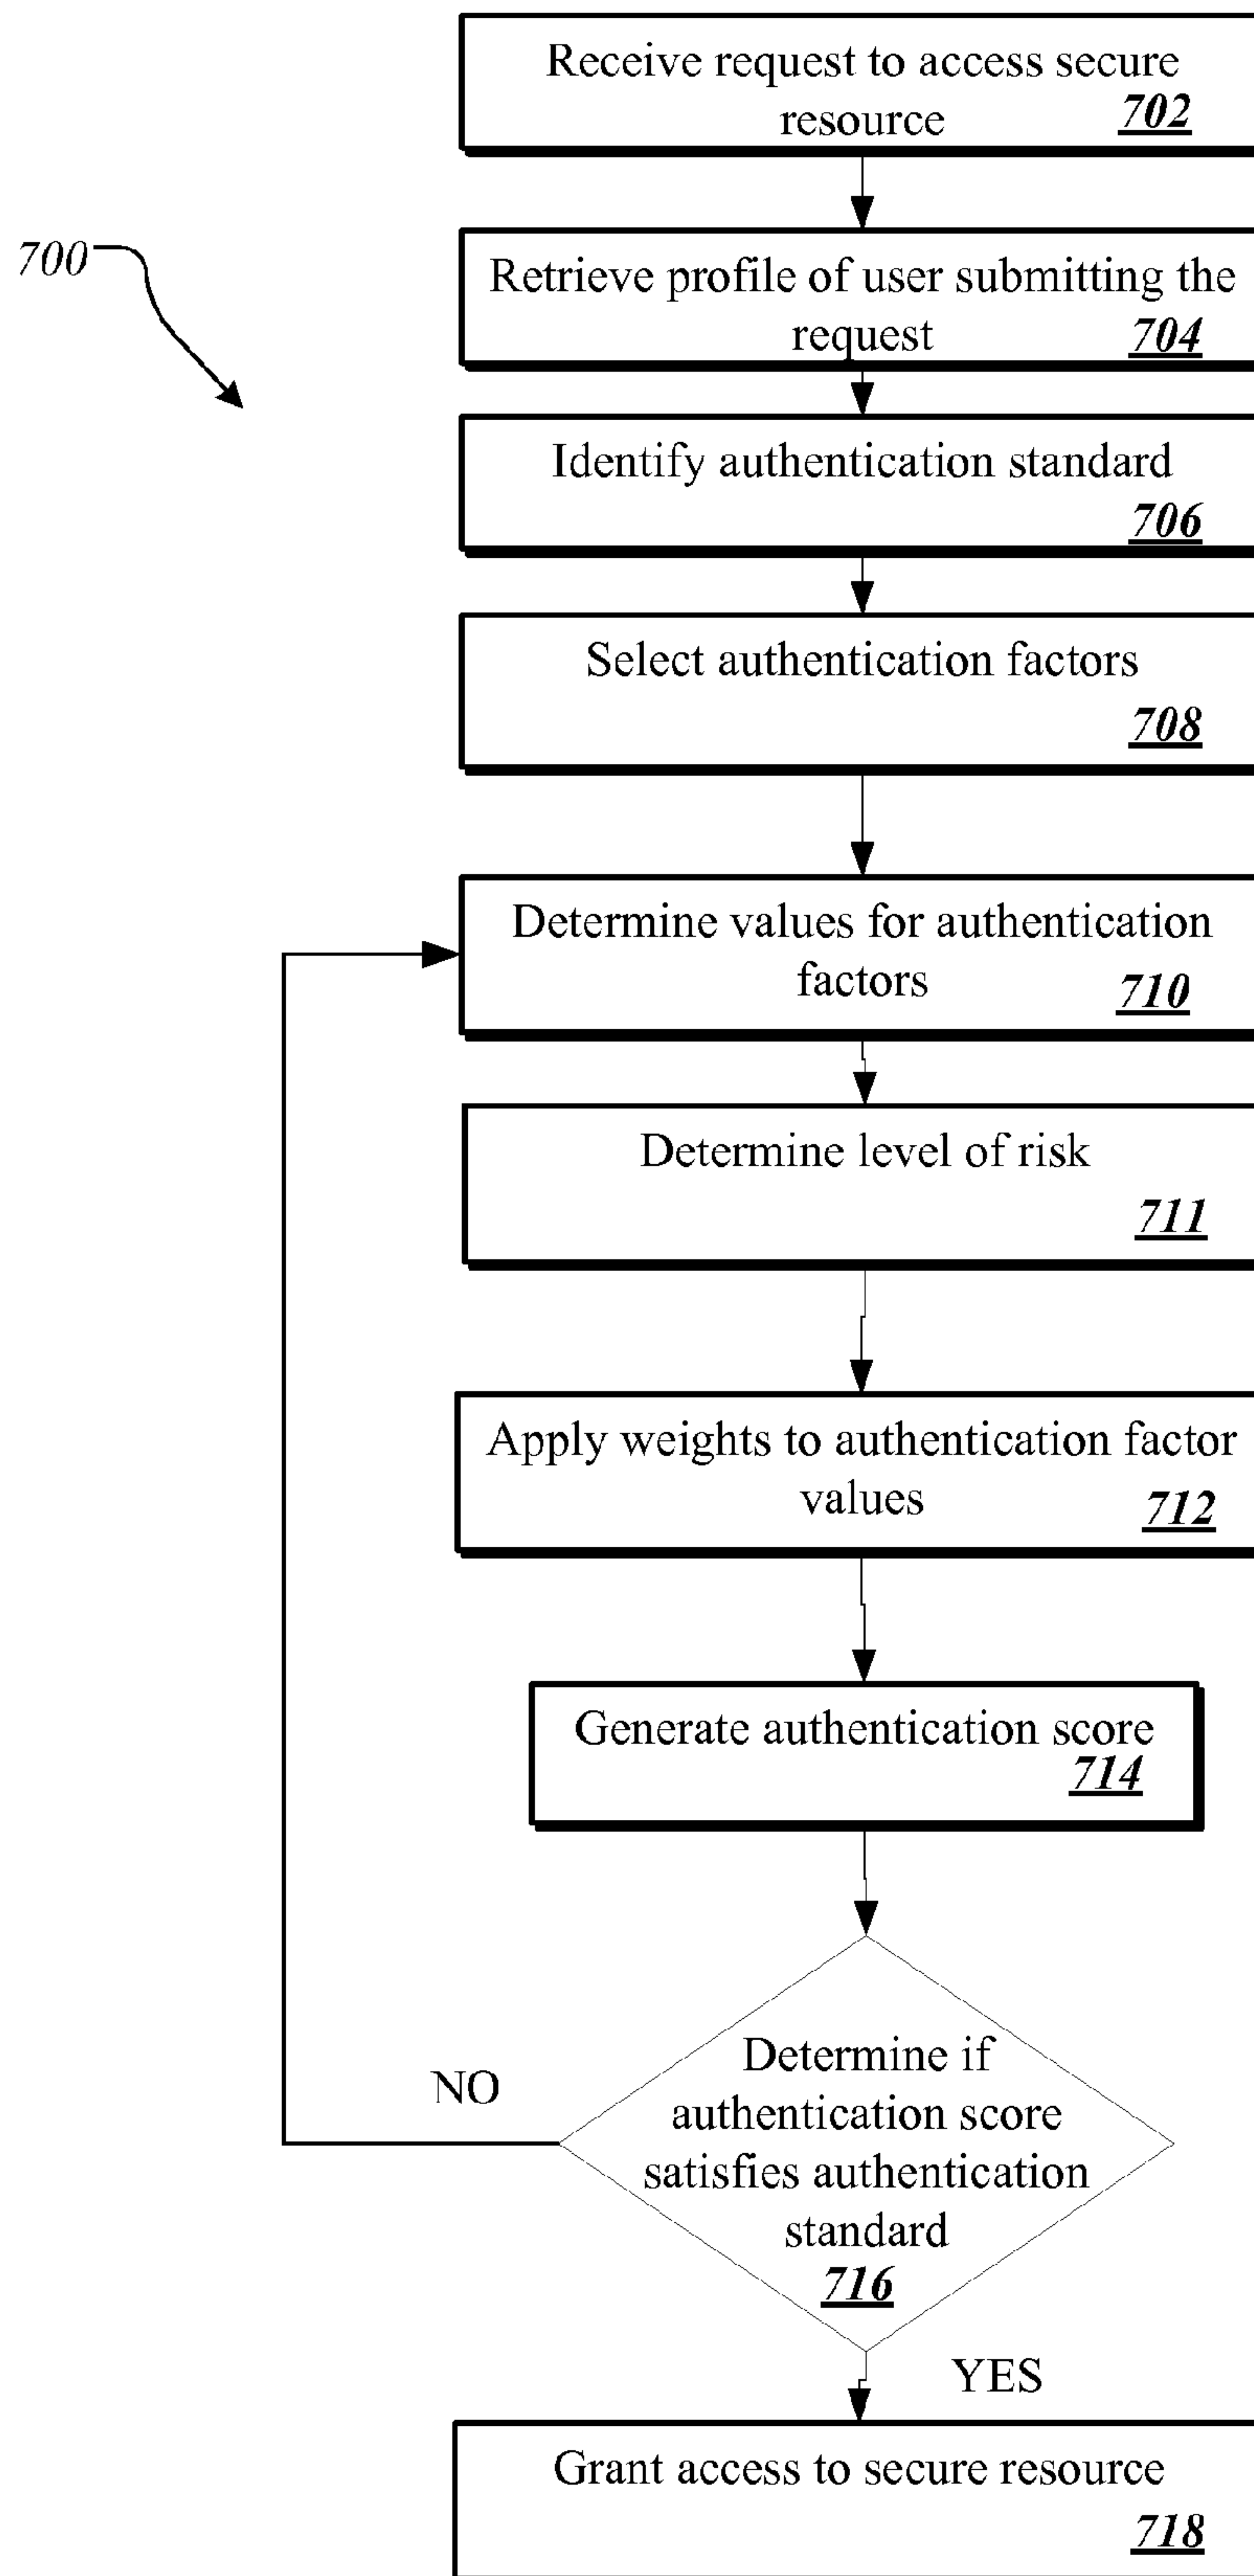 Receive request to access secure
resource 702
700
Retrieve profile of user submitting the
request 704
Identify authentication standard
706
Select authentication factors
708
Determine values for authentication
factors 710
Determine level of risk
711
Apply weights to authentication factor
values 712
Generate authentication score
714
Determine if
authentication score
satisfies authentication
standard
716
NO
YES
Grant access to secure resource
718